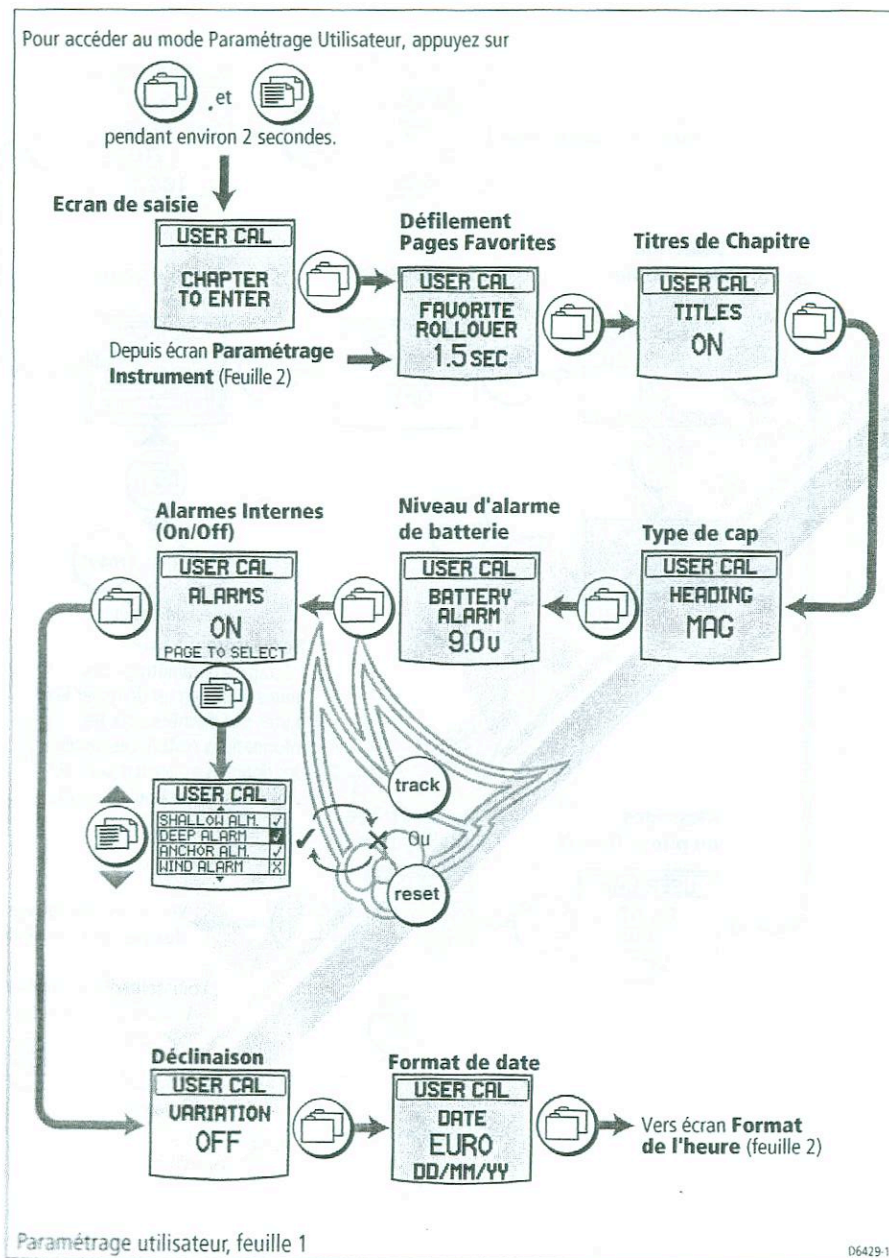 Pour accéder au mode Paramétrage Utilisateur, appuyez sur
et
pendant environ 2 secondes.
Ecran de saisie
USER CAL
CHAPTER
TO ENTER
Depuis écran Paramétrage
Instrument (Feuille 2)
Défilement
Pages Favorites
USER CAL
FAVORITE
ROLLOVER
1.5 SEC
Titres de Chapitre
USER CAL
TITLES
ON
Type de cap
USER CAL
HEADING
MAG
Niveau d'alarme
de batterie
USER CAL
BATTERY
ALARM
9.0 v
Alarmes Internes
(On/Off)
USER CAL
ALARMS
ON
PAGE TO SELECT
USER CAL
SHALLOW ALM. ✓
DEEP ALARM ✓
ANCHOR ALM. ✓
WIND ALARM X
✓ X
track
Ou
reset
Déclinaison
USER CAL
VARIATION
OFF
Format de date
USER CAL
DATE
EURO
DD/MM/YY
Vers écran Format
de l'heure (feuille 2)
Paramétrage utilisateur, feuille 1
D6429-1